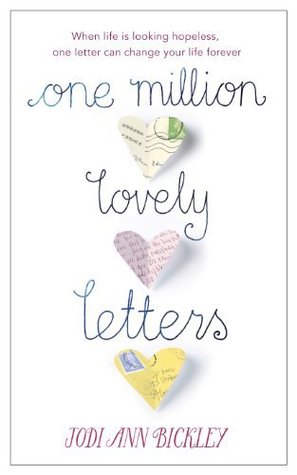 When life is looking hopeless,
one letter can change your life forever
one million
lovely
letters
JODI ANN BICKLEY